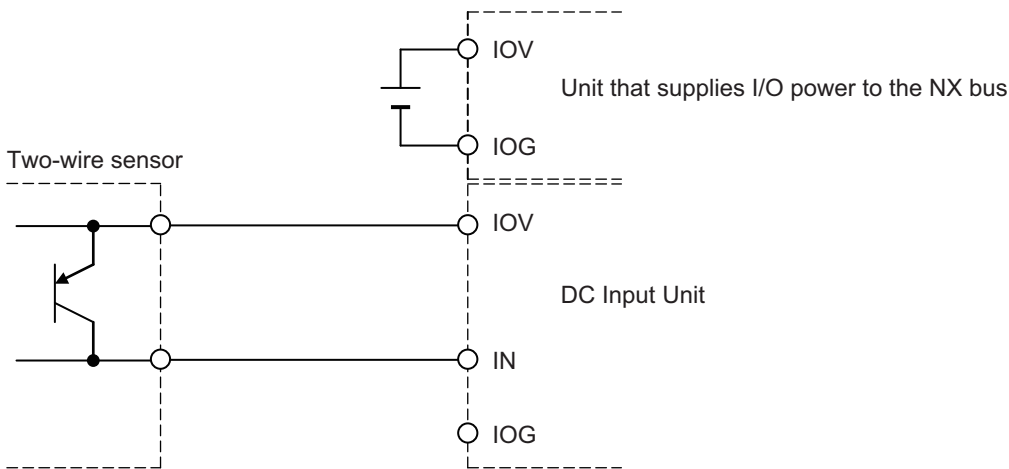 IOV
Unit that supplies I/O power to the NX bus
IOG
Two-wire sensor
IOV
DC Input Unit
IN
IOG